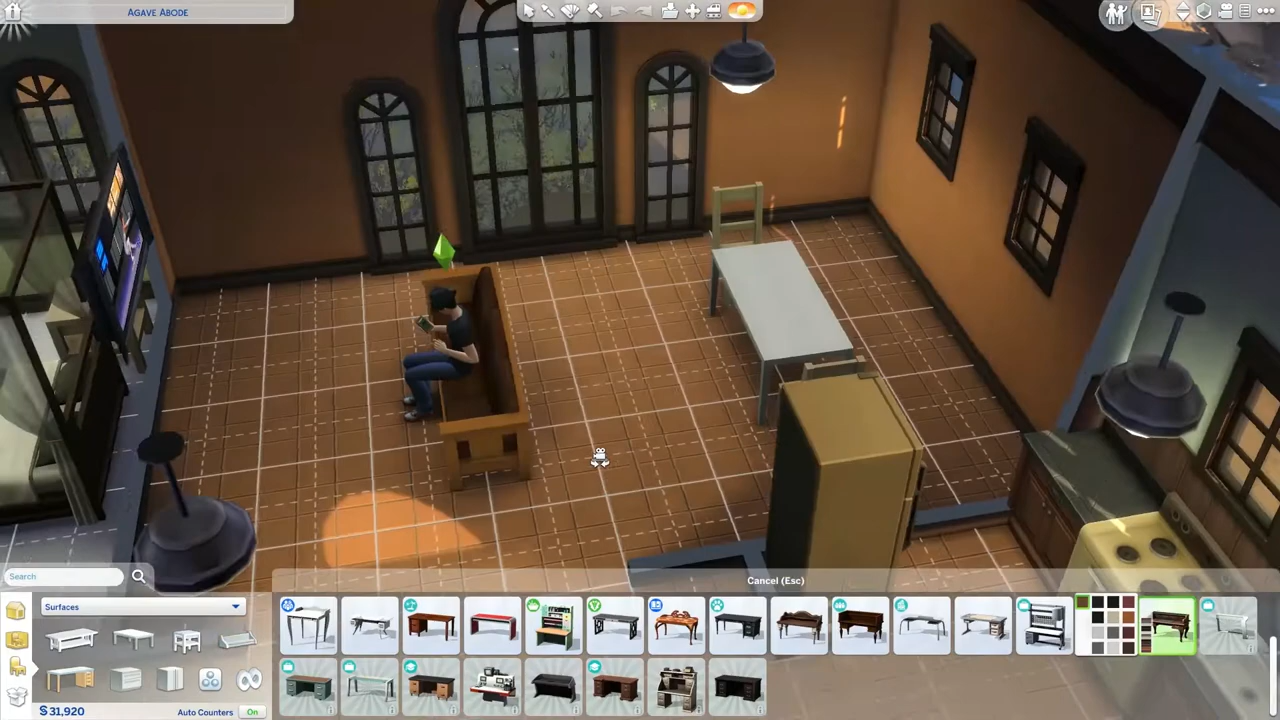 AGAVE ABODE
Cancel (Esc)
Search
Surfaces
§31,920
Auto Counters
On